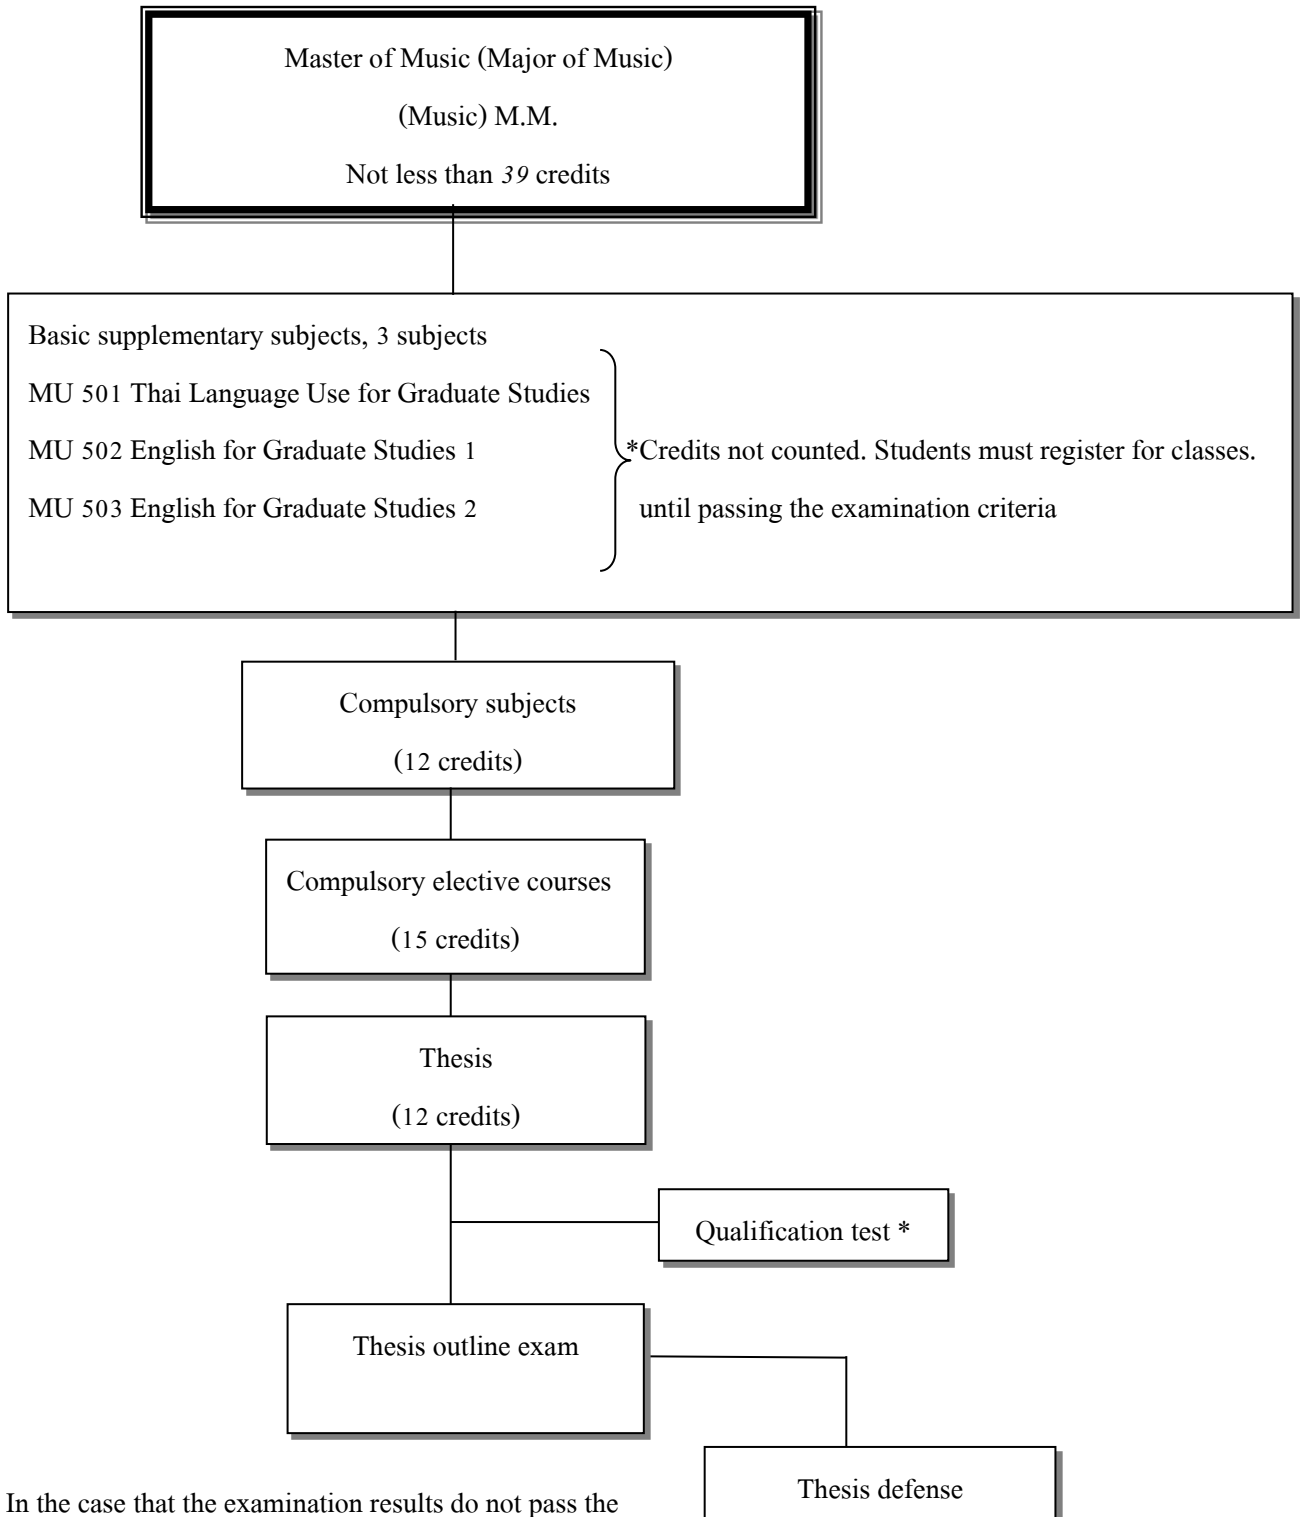 Master of Music (Major of Music)
(Music) M.M.
Not less than 39 credits
Basic supplementary subjects, 3 subjects
MU 501 Thai Language Use for Graduate Studies
MU 502 English for Graduate Studies 1
MU 503 English for Graduate Studies 2
*Credits not counted. Students must register for classes.
until passing the examination criteria
Compulsory subjects
(12 credits)
Compulsory elective courses
(15 credits)
Thesis
(12 credits)
Qualification test *
Thesis outline exam
Thesis defense
In the case that the examination results do not pass the